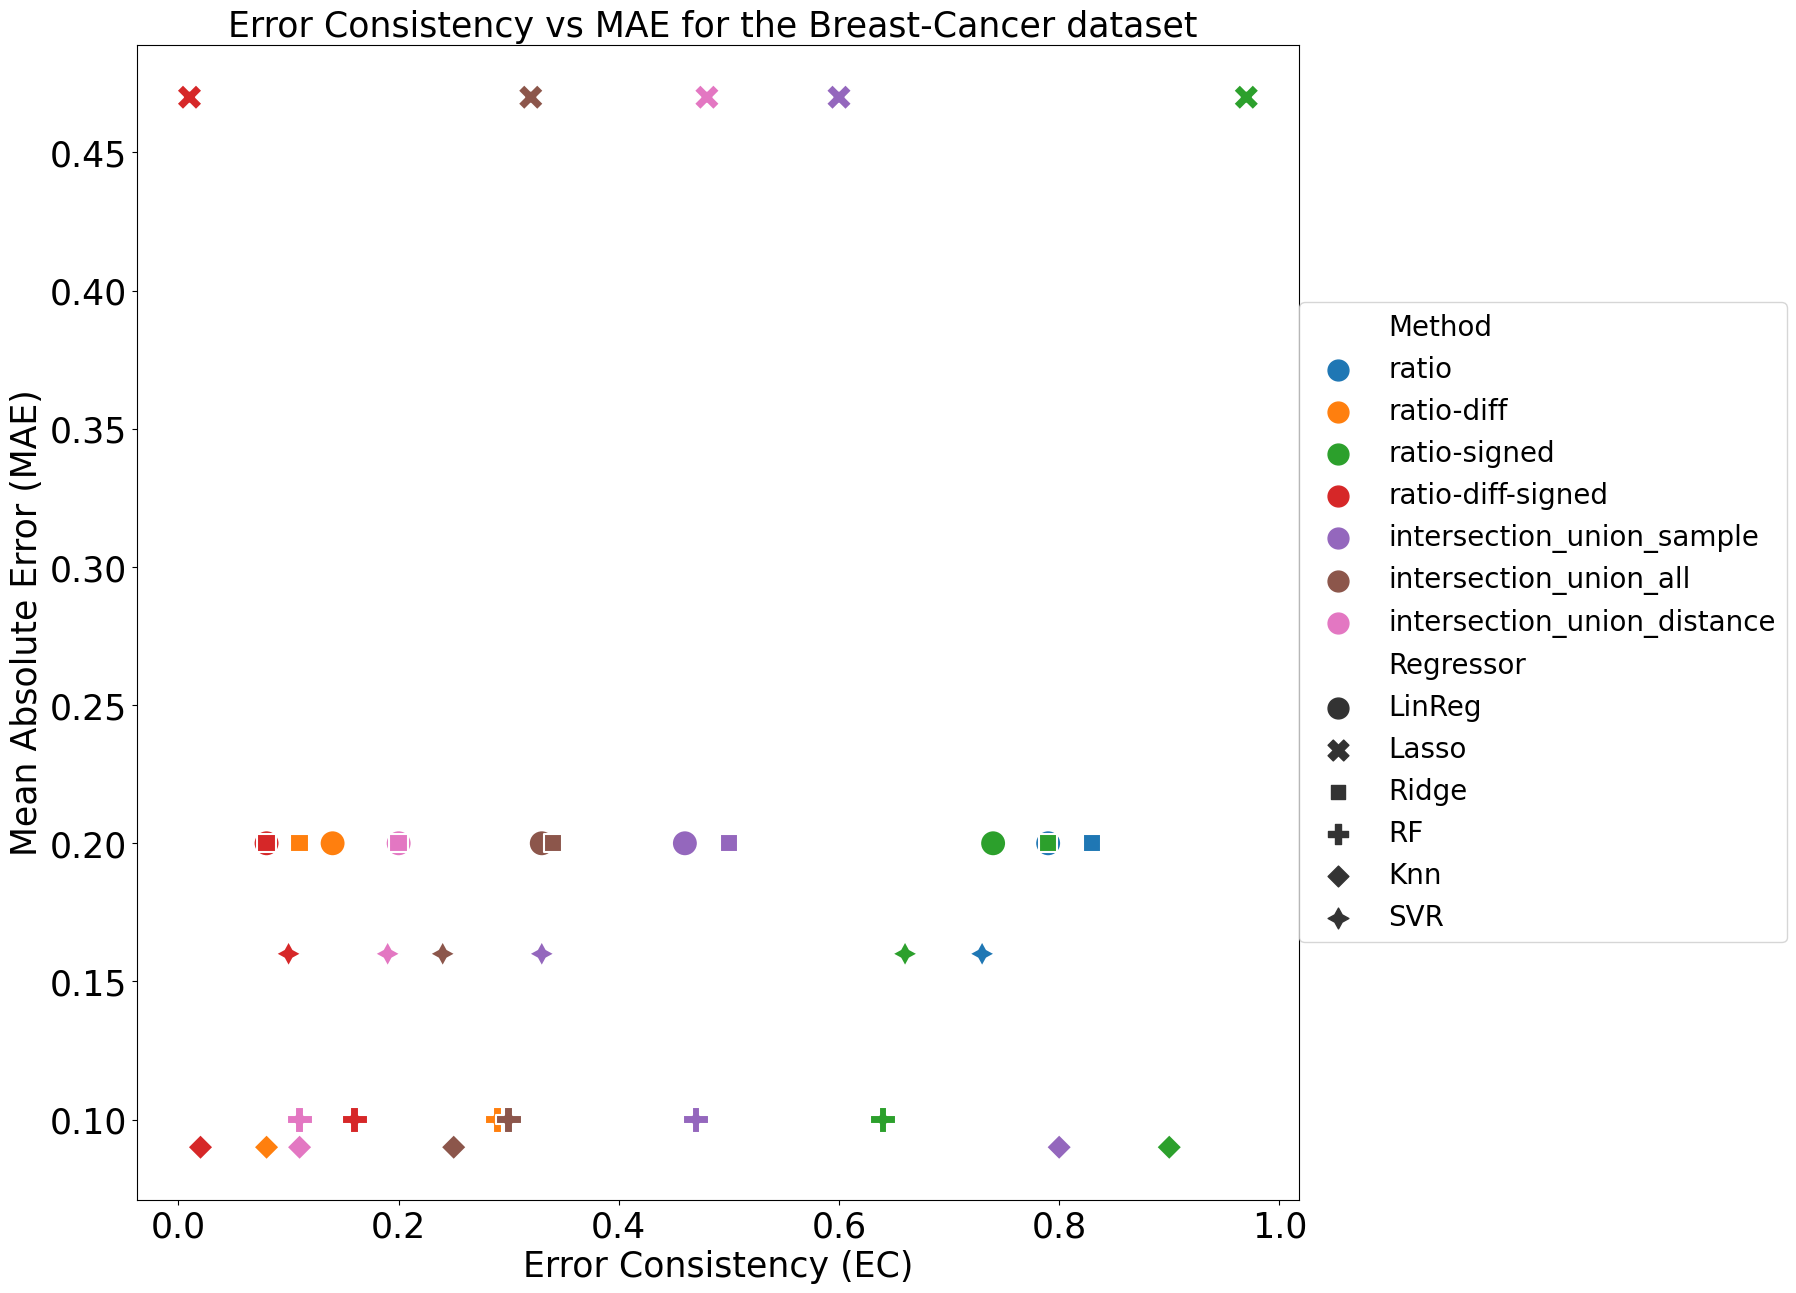 Error Consistency vs MAE for the Breast-Cancer dataset
Mean Absolute Error (MAE)
0.45
0.40
0.35
0.30
0.25
0.20
0.15
0.10
0.0 0.2 0.4 0.6 0.8 1.0
Error Consistency (EC)
Method
ratio
ratio-diff
ratio-signed
ratio-diff-signed
intersection_union_sample
intersection_union_all
intersection_union_distance
Regressor
LinReg
Lasso
Ridge
RF
Knn
SVR